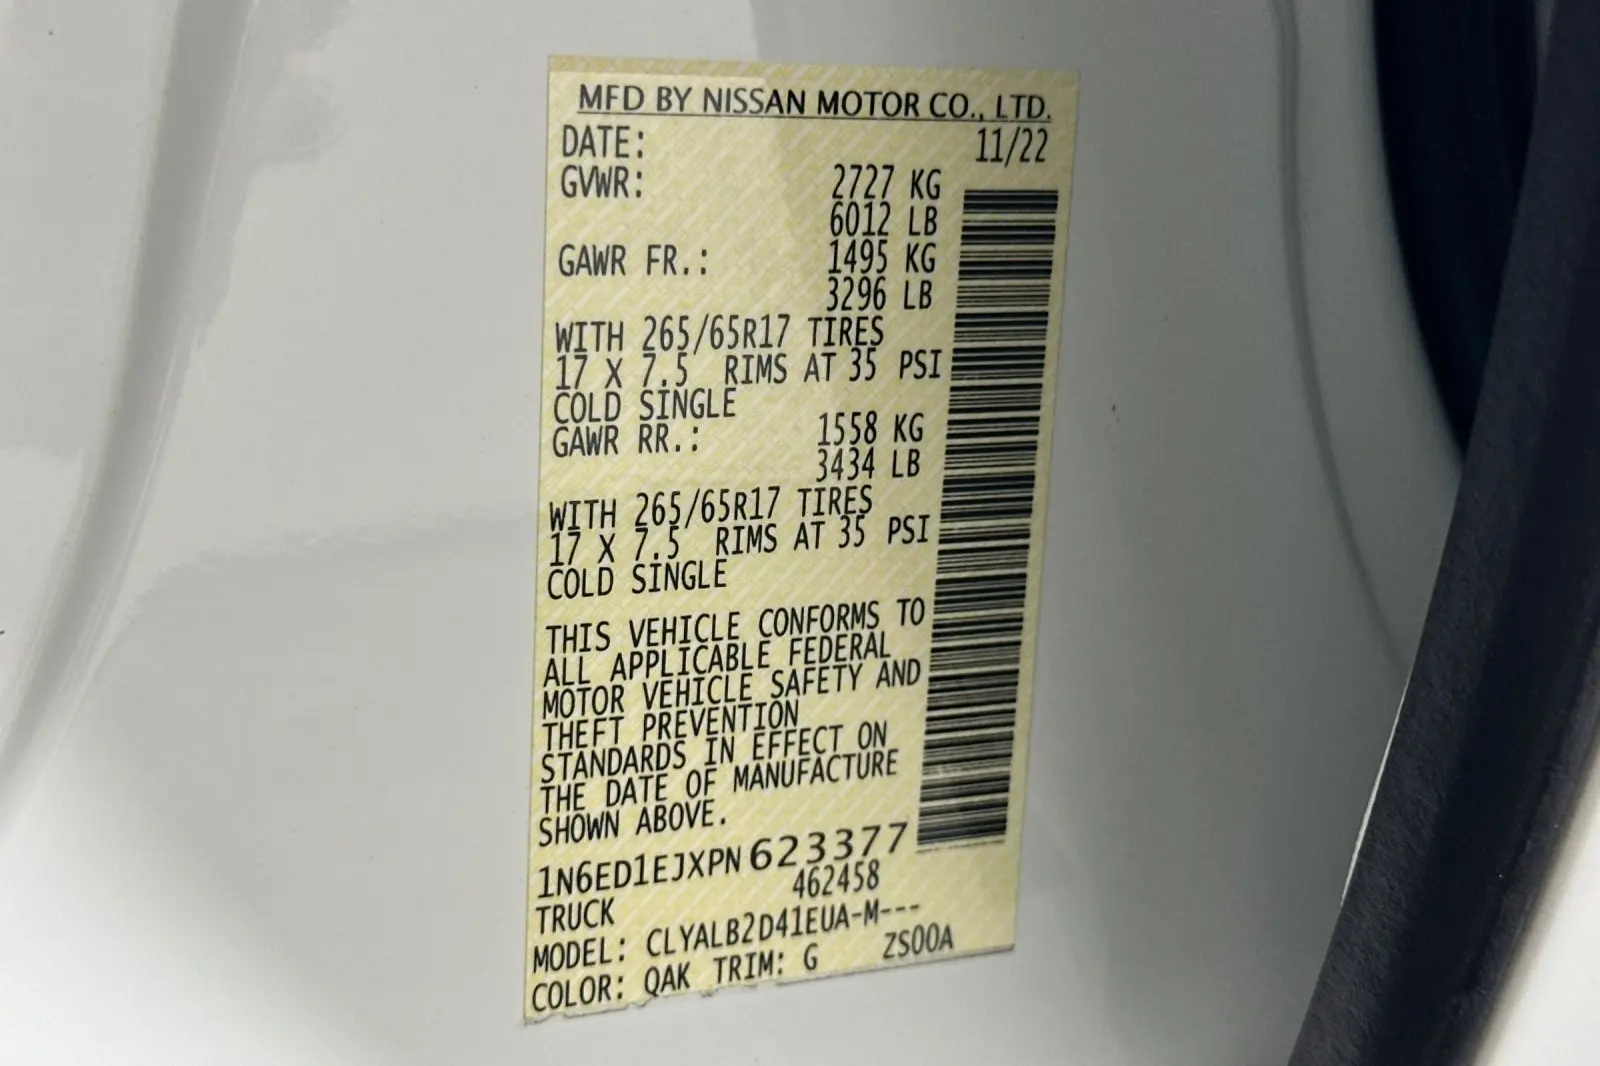 MFD BY NISSAN MOTOR CO., LTD.
DATE: 11/22
GVWR: 2727 KG
6012 LB
GAWR FR.: 1495 KG
3296 LB
WITH 265/65R17 TIRES
17 X 7.5 RIMS AT 35 PSI
COLD SINGLE
GAWR RR.: 1558 KG
3434 LB
WITH 265/65R17 TIRES
17 X 7.5 RIMS AT 35 PSI
COLD SINGLE
THIS VEHICLE CONFORMS TO
ALL APPLICABLE FEDERAL
MOTOR VEHICLE SAFETY AND
THEFT PREVENTION
STANDARDS IN EFFECT ON
THE DATE OF MANUFACTURE
SHOWN ABOVE.
1N6ED1EJXPN623377
TRUCK 462458
MODEL: CLYALB2D41EUA-M---
COLOR: QAK TRIM: G ZS00A